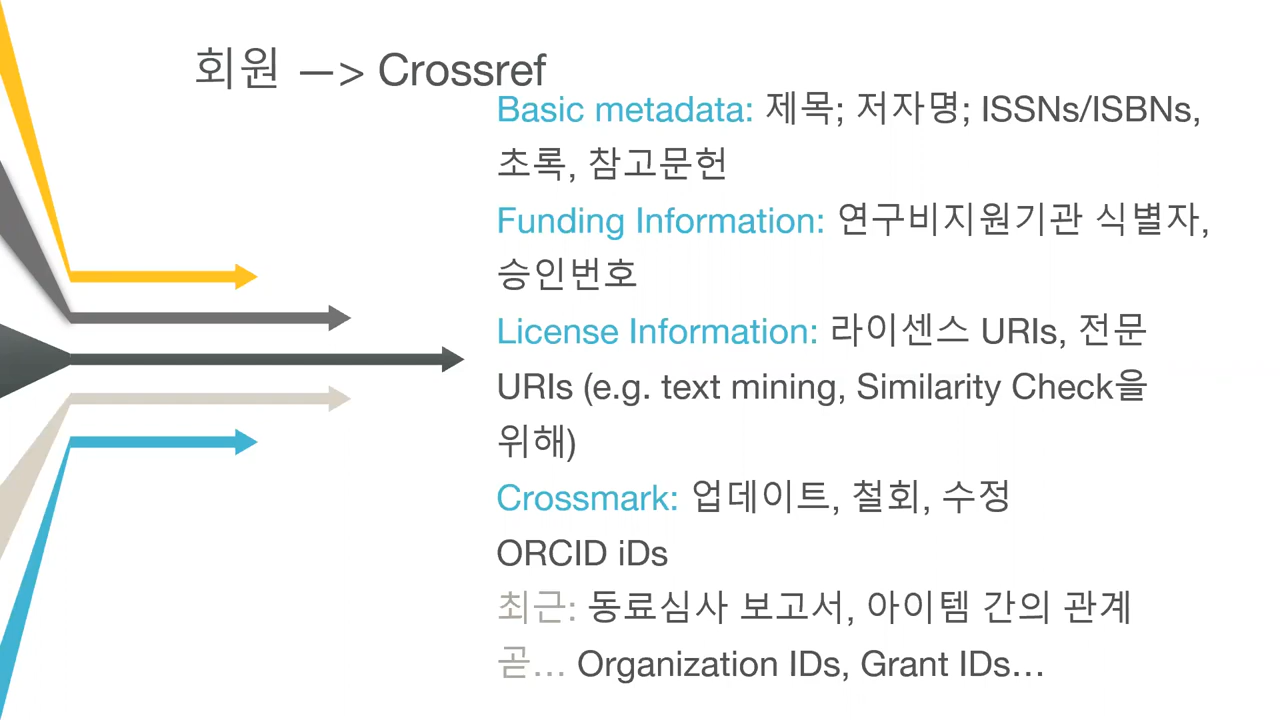 회원 —> Crossref
Basic metadata: 제목; 저자명; ISSNs/ISBNs,
초록, 참고문헌
Funding Information: 연구비지원기관 식별자,
승인번호
License Information: 라이센스 URIs, 전문
URIs (e.g. text mining, Similarity Check을
위해)
Crossmark: 업데이트, 철회, 수정
ORCID iDs
최근: 동료심사 보고서, 아이템 간의 관계
곧… Organization IDs, Grant IDs…